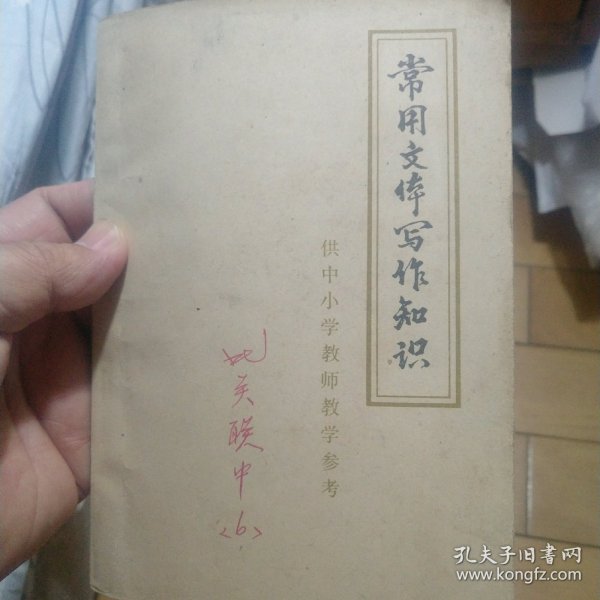 常用文体写作知识
供中小学教师教学参考
关联中
<6>
孔夫子旧书网
www.kongfz.com